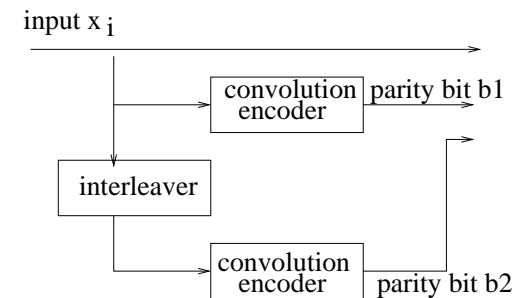 input x i
convolution
encoder
parity bit b1
interleaver
convolution
encoder
parity bit b2